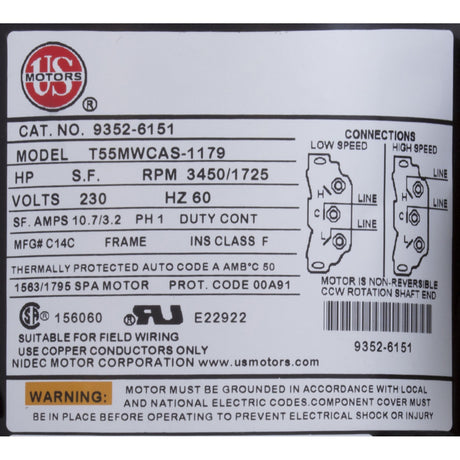 US
MOTORS
®
CAT. NO. 9352-6151
MODEL T55MWCAS-1179
HP S.F. RPM 3450/1725
VOLTS 230 HZ 60
SF. AMPS 10.7/3.2 PH 1 DUTY CONT
MFG# C14C FRAME INS CLASS F
THERMALLY PROTECTED AUTO CODE A AMB°C 50
1563/1795 SPA MOTOR PROT. CODE 00A91
CONNECTIONS
LOW SPEED HIGH SPEED
H LINE H LINE
C C
L LINE L LINE
MOTOR IS NON-REVERSIBLE
CCW ROTATION SHAFT END
SA ® 156060 RU E22922
SUITABLE FOR FIELD WIRING
USE COPPER CONDUCTORS ONLY
NIDEC MOTOR CORPORATION www.usmotors.com
9352-6151
WARNING: MOTOR MUST BE GROUNDED IN ACCORDANCE WITH LOCAL
AND NATIONAL ELECTRIC CODES.COMPONENT COVER MUST
BE IN PLACE BEFORE OPERATING TO PREVENT ELECTRICAL SHOCK OR INJURY